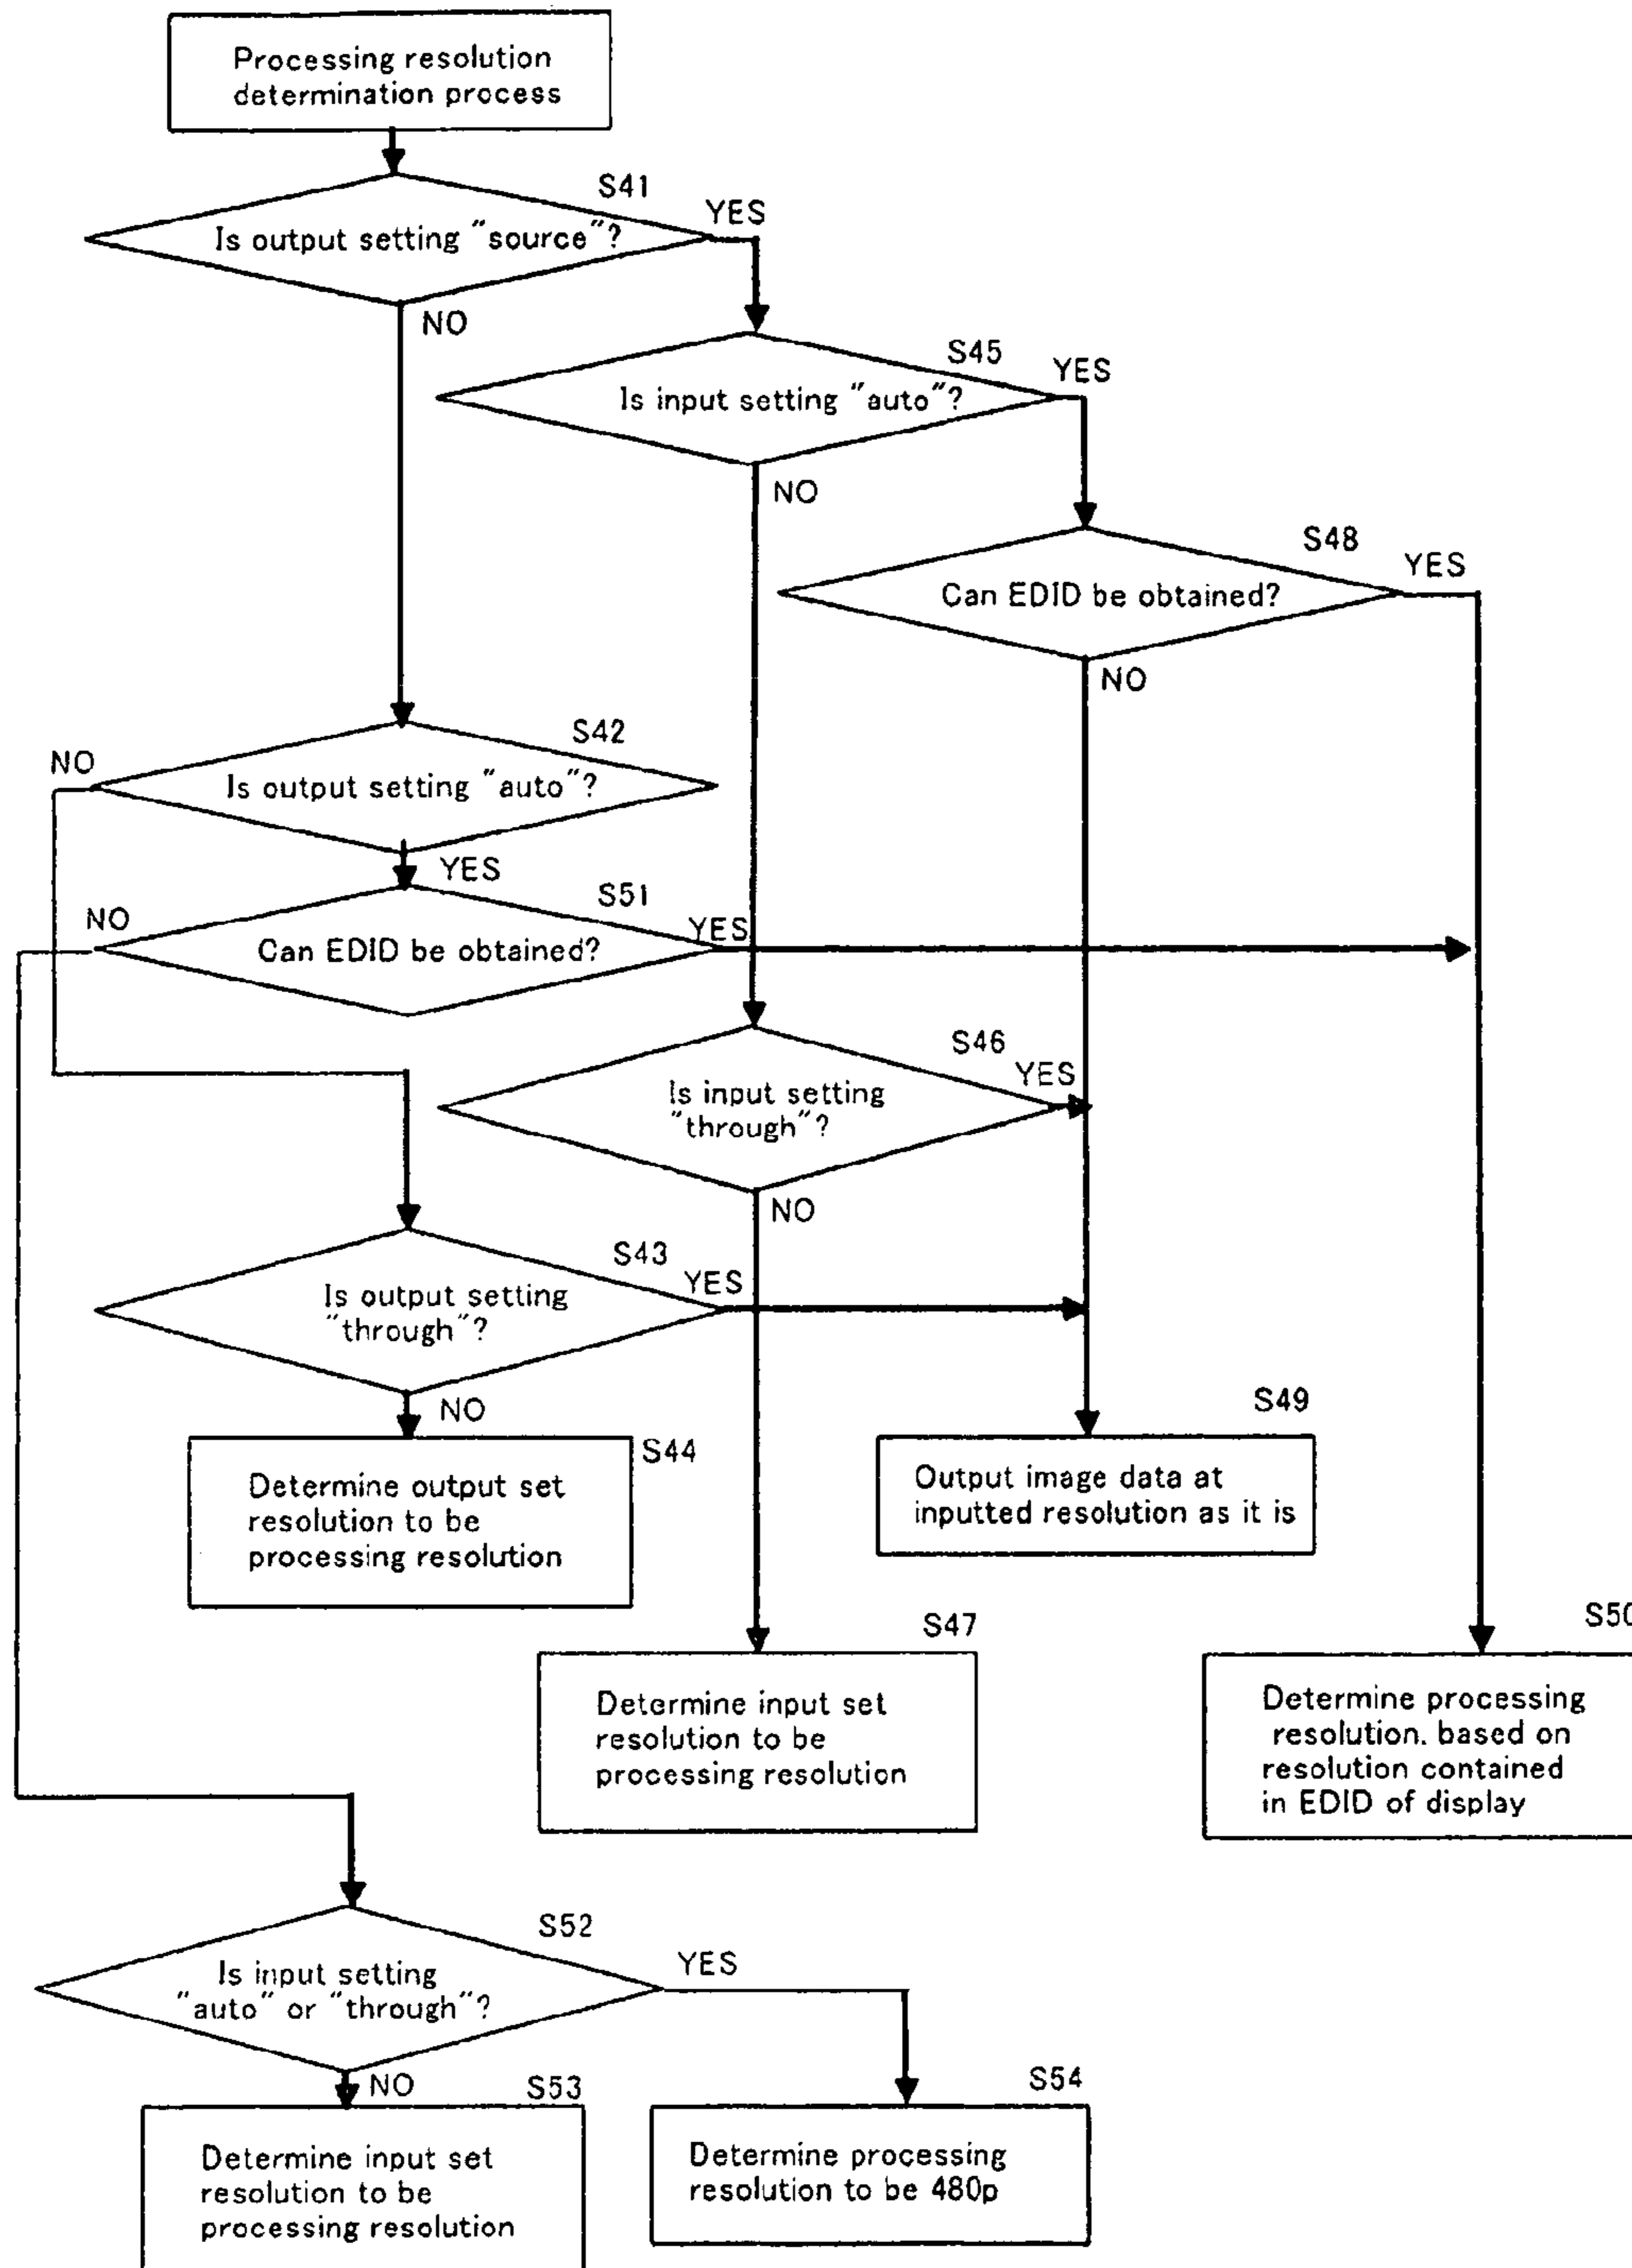 Processing resolution
determination process
S41
YES
Is output setting "source"?
NO
S45
YES
Is input setting "auto"?
NO
S48
YES
Can EDID be obtained?
NO
S42
NO
Is output setting "auto"?
YES
S51
NO
YES
Can EDID be obtained?
S46
YES
Is input setting
"through"?
NO
S43
YES
Is output setting
"through"?
NO
S44
Determine output set
resolution to be
processing resolution
S49
Output image data at
inputted resolution as it is
S47
Determine input set
resolution to be
processing resolution
S50
Determine processing
resolution. based on
resolution contained
in EDID of display
S52
YES
Is input setting
"auto" or "through"?
NO
S53
Determine input set
resolution to be
processing resolution
S54
Determine processing
resolution to be 480p